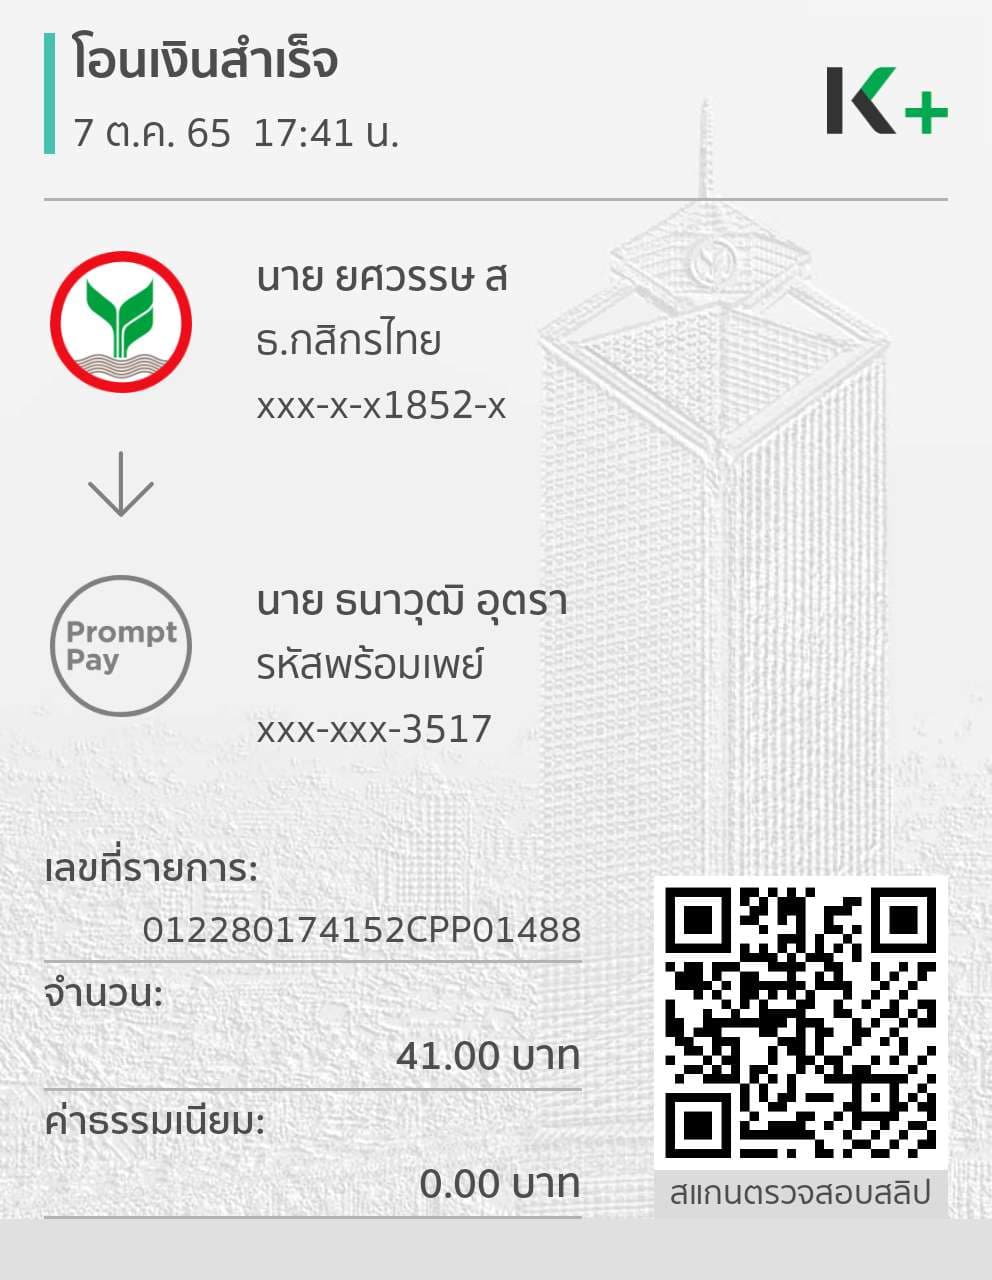 โอนเงินสำเร็จ
7 ต.ค. 65 17:41 น.
K+
นาย ยศวรรษ ส
ธ.กสิกรไทย
xxx-x-x1852-x
Prompt
Pay
นาย ธนาวุฒิ อุตรา
รหัสพร้อมเพย์
xxx-xxx-3517
เลขที่รายการ:
012280174152CPP01488
จำนวน:
41.00 บาท
ค่าธรรมเนียม:
0.00 บาท
สแกนตรวจสอบสลิป